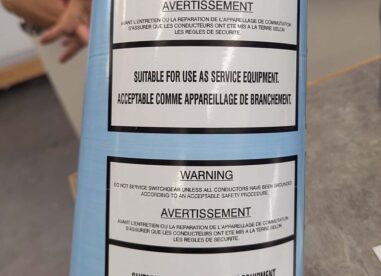 AVERTISSEMENT
AVANT L'ENTRETIEN OU LA REPARATION DE L'APPAREILLAGE DE COMMUTATION
D'ASSURER QUE LES CONDUCTEURS ONT ETE MIS A LA TERRE SELON
LES REGLES DE SECURITE.
SUITABLE FOR USE AS SERVICE EQUIPMENT.
ACCEPTABLE COMME APPAREILLAGE DE BRANCHEMENT.
WARNING
DO NOT SERVICE SWITCHGEAR UNLESS ALL CONDUCTORS HAVE BEEN GROUNDED
ACCORDING TO AN ACCEPTABLE SAFETY PROCEDURE.
AVERTISSEMENT
AVANT L'ENTRETIEN OU LA REPARATION DE L'APPAREILLAGE DE COMMUTATION
D'ASSURER QUE LES CONDUCTEURS ONT ETE MIS A LA TERRE SELON
LES REGLES DE SECURITE.